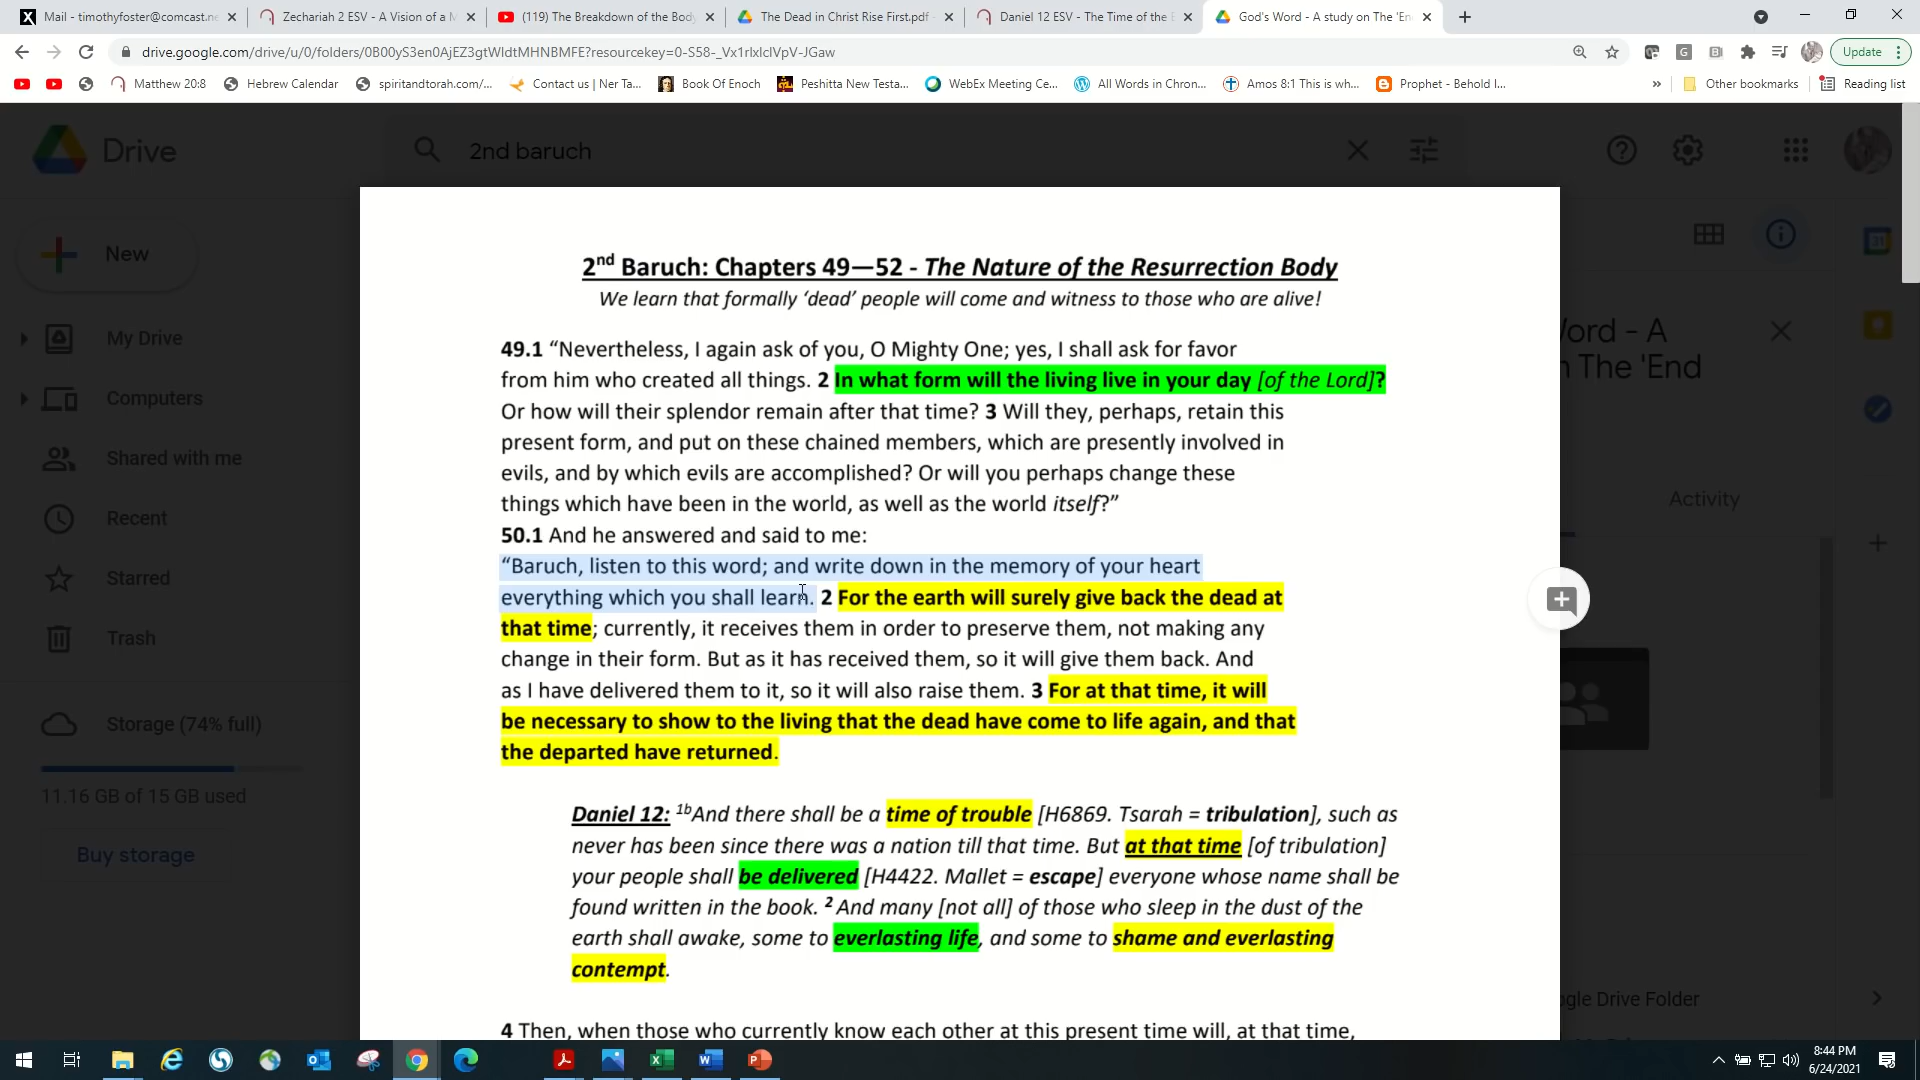 Mail - timothyfoster@comcast.ne
Zechariah 2 ESV - A Vision of a M
(119) The Breakdown of the Body
The Dead in Christ Rise First.pdf -
Daniel 12 ESV - The Time of the E
God's Word - A study on The 'En
drive.google.com/drive/u/0/folders/0B00yS3en0AjEZ3gtWldtMHNBMFE?resourcekey=0-S58-_Vx1rlxlclVpV-JGaw
Update
Matthew 20:8
Hebrew Calendar
spiritandtorah.com/...
Contact us | Ner Ta...
Book Of Enoch
Peshitta New Testa...
WebEx Meeting Ce...
All Words in Chron...
Amos 8:1 This is wh...
Prophet - Behold I...
»
Other bookmarks
Reading list
Drive
2nd baruch
New
My Drive
Computers
Shared with me
Recent
Starred
Trash
Storage (74% full)
11.16 GB of 15 GB used
Buy storage
2nd Baruch: Chapters 49—52 - The Nature of the Resurrection Body
We learn that formally ‘dead’ people will come and witness to those who are alive!
49.1 “Nevertheless, I again ask of you, O Mighty One; yes, I shall ask for favor
from him who created all things. 2 In what form will the living live in your day [of the Lord]?
Or how will their splendor remain after that time? 3 Will they, perhaps, retain this
present form, and put on these chained members, which are presently involved in
evils, and by which evils are accomplished? Or will you perhaps change these
things which have been in the world, as well as the world itself?”
50.1 And he answered and said to me:
“Baruch, listen to this word; and write down in the memory of your heart
everything which you shall learn. 2 For the earth will surely give back the dead at
that time; currently, it receives them in order to preserve them, not making any
change in their form. But as it has received them, so it will give them back. And
as I have delivered them to it, so it will also raise them. 3 For at that time, it will
be necessary to show to the living that the dead have come to life again, and that
the departed have returned.
Daniel 12: 1bAnd there shall be a time of trouble [H6869. Tsarah = tribulation], such as
never has been since there was a nation till that time. But at that time [of tribulation]
your people shall be delivered [H4422. Mallet = escape] everyone whose name shall be
found written in the book. 2 And many [not all] of those who sleep in the dust of the
earth shall awake, some to everlasting life, and some to shame and everlasting
contempt.
4 Then, when those who currently know each other at this present time will, at that time,
Word - A
n The 'End
Activity
gle Drive Folder
8:44 PM
6/24/2021